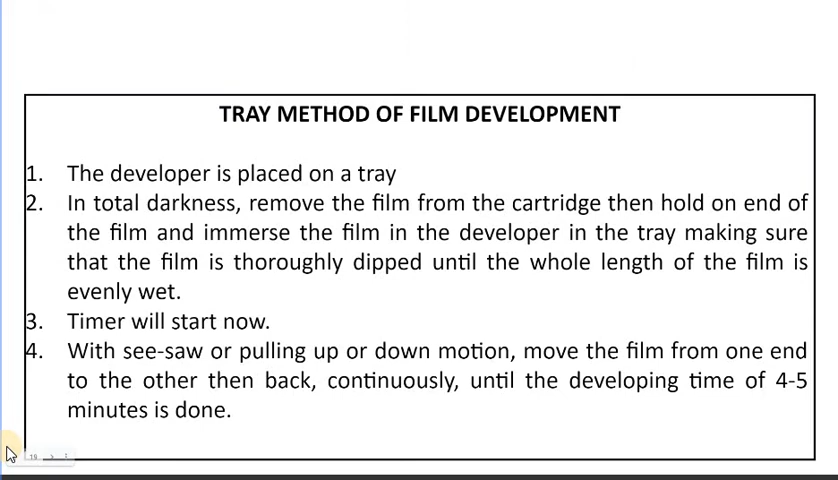 TRAY METHOD OF FILM DEVELOPMENT
1. The developer is placed on a tray
2. In total darkness, remove the film from the cartridge then hold on end of
the film and immerse the film in the developer in the tray making sure
that the film is thoroughly dipped until the whole length of the film is
evenly wet.
3. Timer will start now.
4. With see-saw or pulling up or down motion, move the film from one end
to the other then back, continuously, until the developing time of 4-5
minutes is done.
19